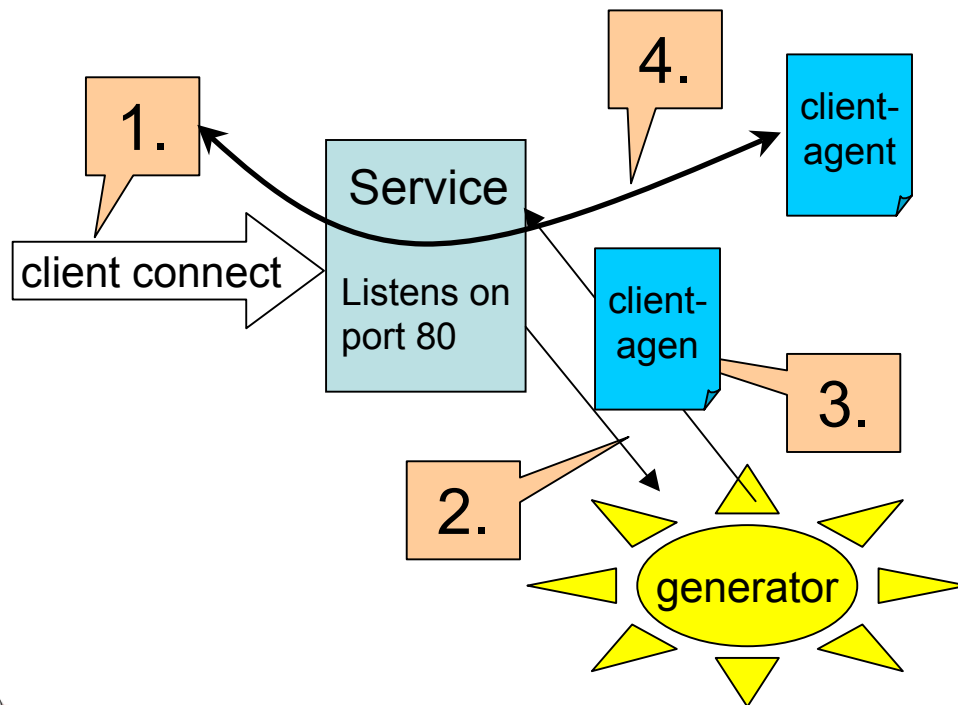 1.
4.
client-
agent
Service
client connect
Listens on
port 80
client-
agen
3.
2.
generator